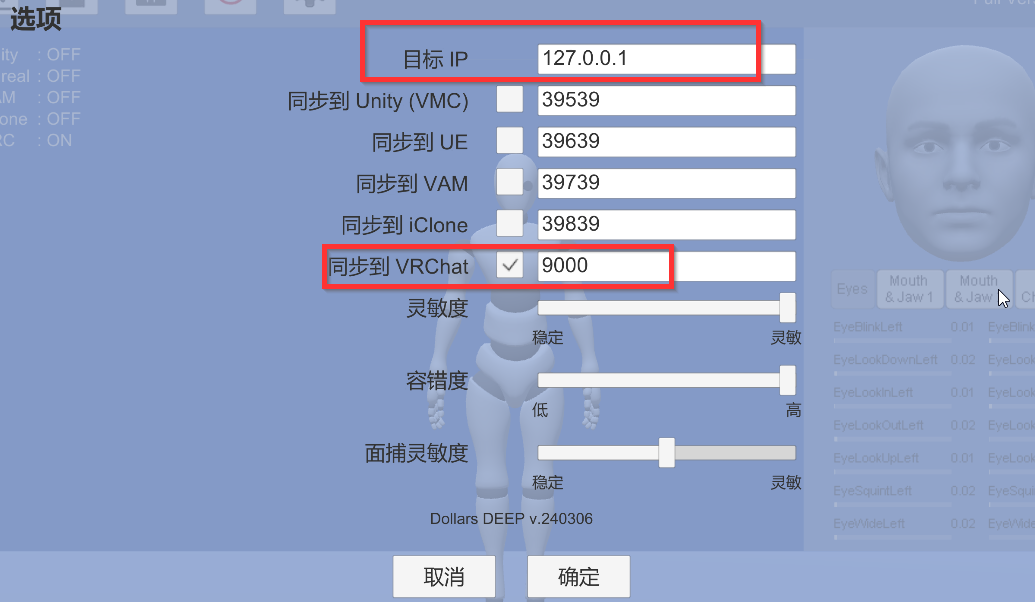 选项
ity : OFF
real : OFF
AM : OFF
one : OFF
RC : ON
目标 IP 127.0.0.1
同步到 Unity (VMC) 39539
同步到 UE 39639
同步到 VAM 39739
同步到 iClone 39839
同步到 VRChat 9000
灵敏度
稳定 灵敏
容错度
低 高
面捕灵敏度
稳定 灵敏
Dollars DEEP v.240306
取消 确定
Eyes
Mouth
& Jaw 1
Mouth
& Jaw
EyeBlinkLeft 0.01 EyeBlink
EyeLookDownLeft 0.02 EyeLook
EyeLookInLeft 0.01 EyeLook
EyeLookOutLeft 0.02 EyeLook
EyeLookUpLeft 0.01 EyeLook
EyeSquintLeft 0.02 EyeSqui
EyeWideLeft 0.02 EyeWide